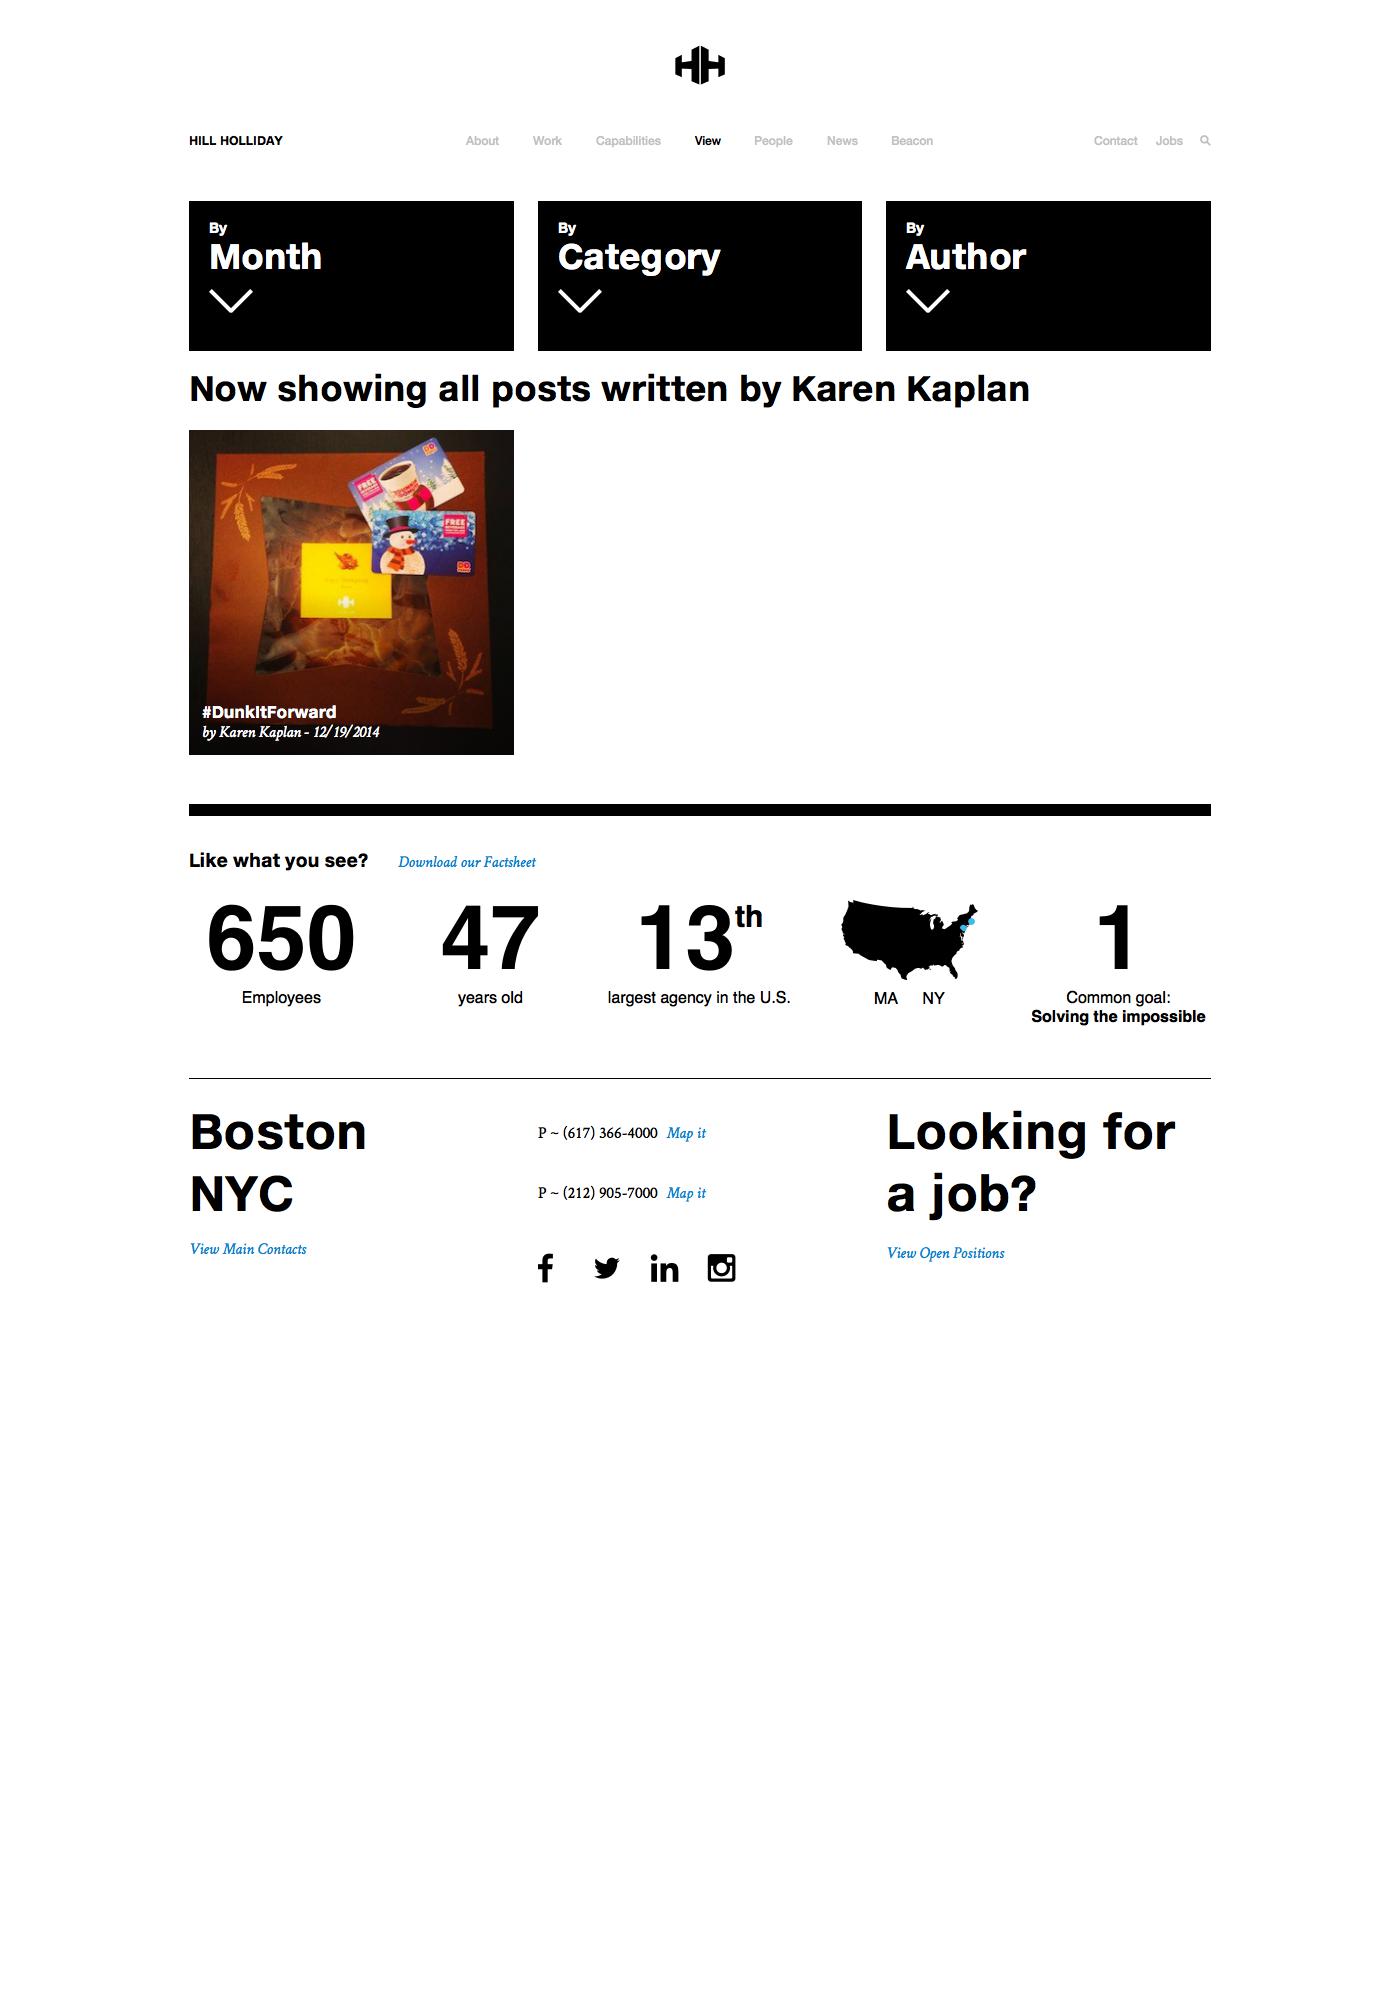 HILL HOLLIDAY
About Work Capabilities View People News Beacon
Contact Jobs
By
Month
By
Category
By
Author
Now showing all posts written by Karen Kaplan
FREE
FREE
DD
#DunkItForward
by Karen Kaplan - 12/19/2014
Like what you see? Download our Factsheet
650
Employees
47
years old
13th
largest agency in the U.S.
MA NY
1
Common goal:
Solving the impossible
Boston
NYC
View Main Contacts
P ~ (617) 366-4000 Map it
P ~ (212) 905-7000 Map it
Looking for
a job?
View Open Positions